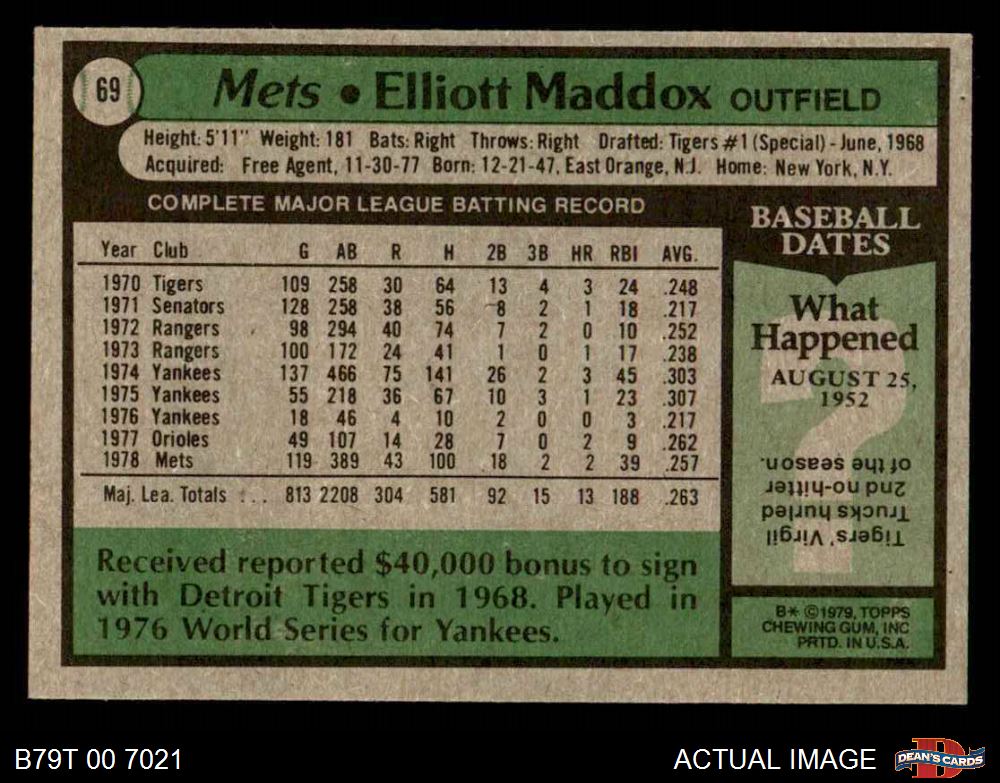 69
Mets • Elliott Maddox OUTFIELD
Height: 5'11" Weight: 181 Bats: Right Throws: Right Drafted: Tigers #1 (Special) - June, 1968
Acquired: Free Agent, 11-30-77 Born: 12-21-47, East Orange, N.J. Home: New York, N.Y.
COMPLETE MAJOR LEAGUE BATTING RECORD
Year Club G AB R H 2B 3B HR RBI AVG.
1970 Tigers 109 258 30 64 13 4 3 24 .248
1971 Senators 128 258 38 56 8 2 1 18 .217
1972 Rangers 98 294 40 74 7 2 0 10 .252
1973 Rangers 100 172 24 41 1 0 1 17 .238
1974 Yankees 137 466 75 141 26 2 3 45 .303
1975 Yankees 55 218 36 67 10 3 1 23 .307
1976 Yankees 18 46 4 10 2 0 0 3 .217
1977 Orioles 49 107 14 28 7 0 2 9 .262
1978 Mets 119 389 43 100 18 2 2 39 .257
Maj. Lea. Totals ... 813 2208 304 581 92 15 13 188 .263
Received reported $40,000 bonus to sign
with Detroit Tigers in 1968. Played in
1976 World Series for Yankees.
BASEBALL
DATES
What
Happened
AUGUST 25,
1952
?
Tigers' Virgil
Trucks hurled
2nd no-hitter
of the season.
B* ©1979, TOPPS
CHEWING GUM, INC
PRTD. IN U.S.A.
B79T 00 7021
ACTUAL IMAGE
D
DEAN'S CARDS